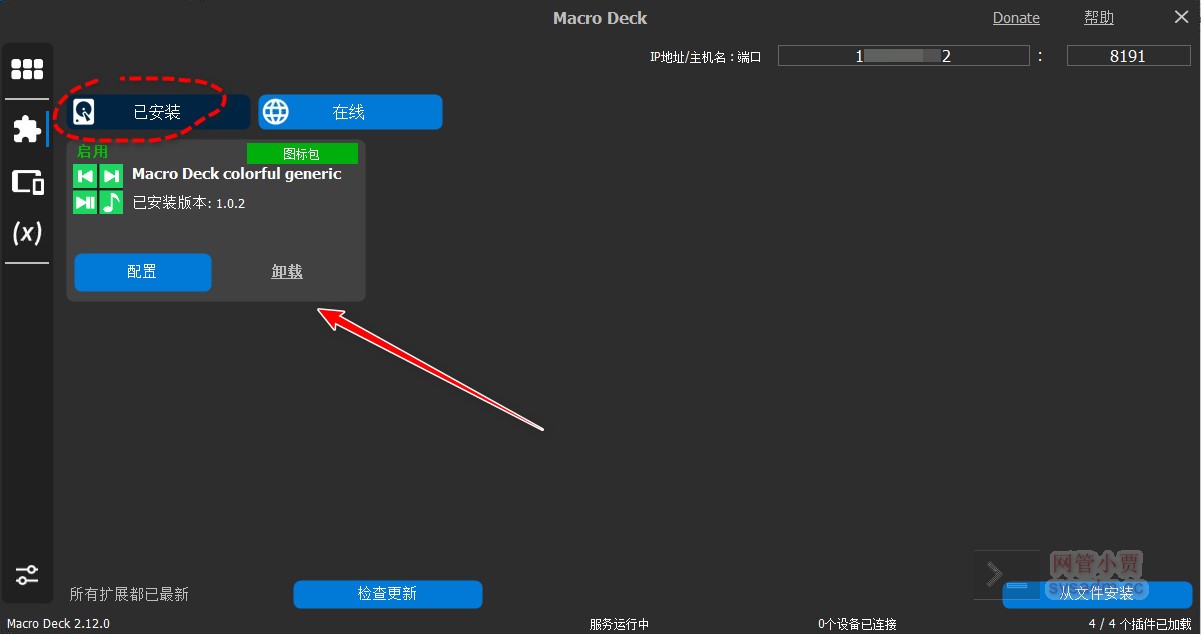 Macro Deck
Donate
帮助
IP地址/主机名 : 端口
1 2 : 8191
已安装
在线
启用
图标包
Macro Deck colorful generic
已安装版本: 1.0.2
配置
卸载
(x)
网管小贾
所有扩展都已最新
检查更新
从文件安装
Macro Deck 2.12.0
服务运行中
0个设备已连接
4 / 4 个插件已加载